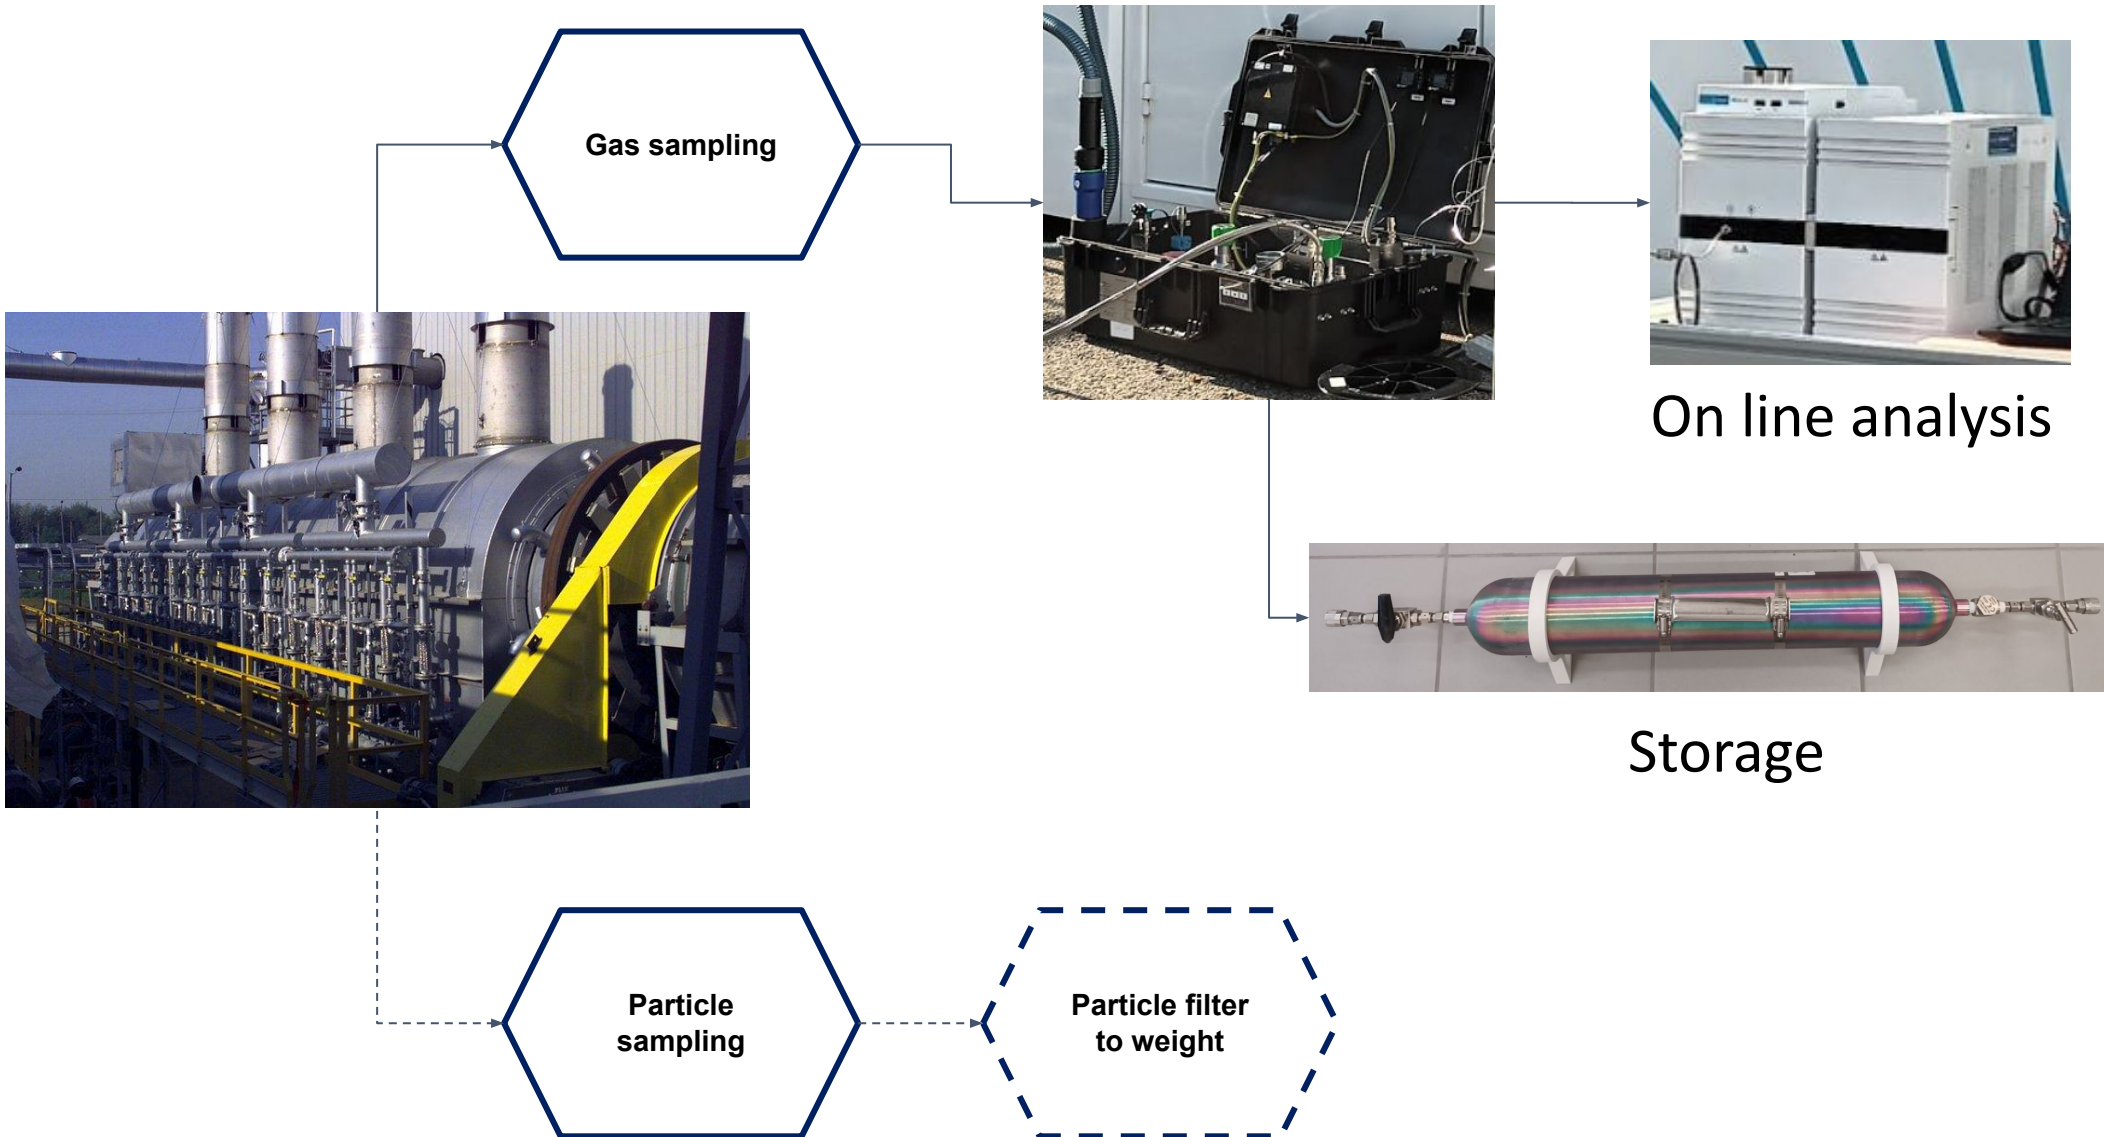 Gas sampling
On line analysis
Storage
Particle
sampling
Particle filter
to weight